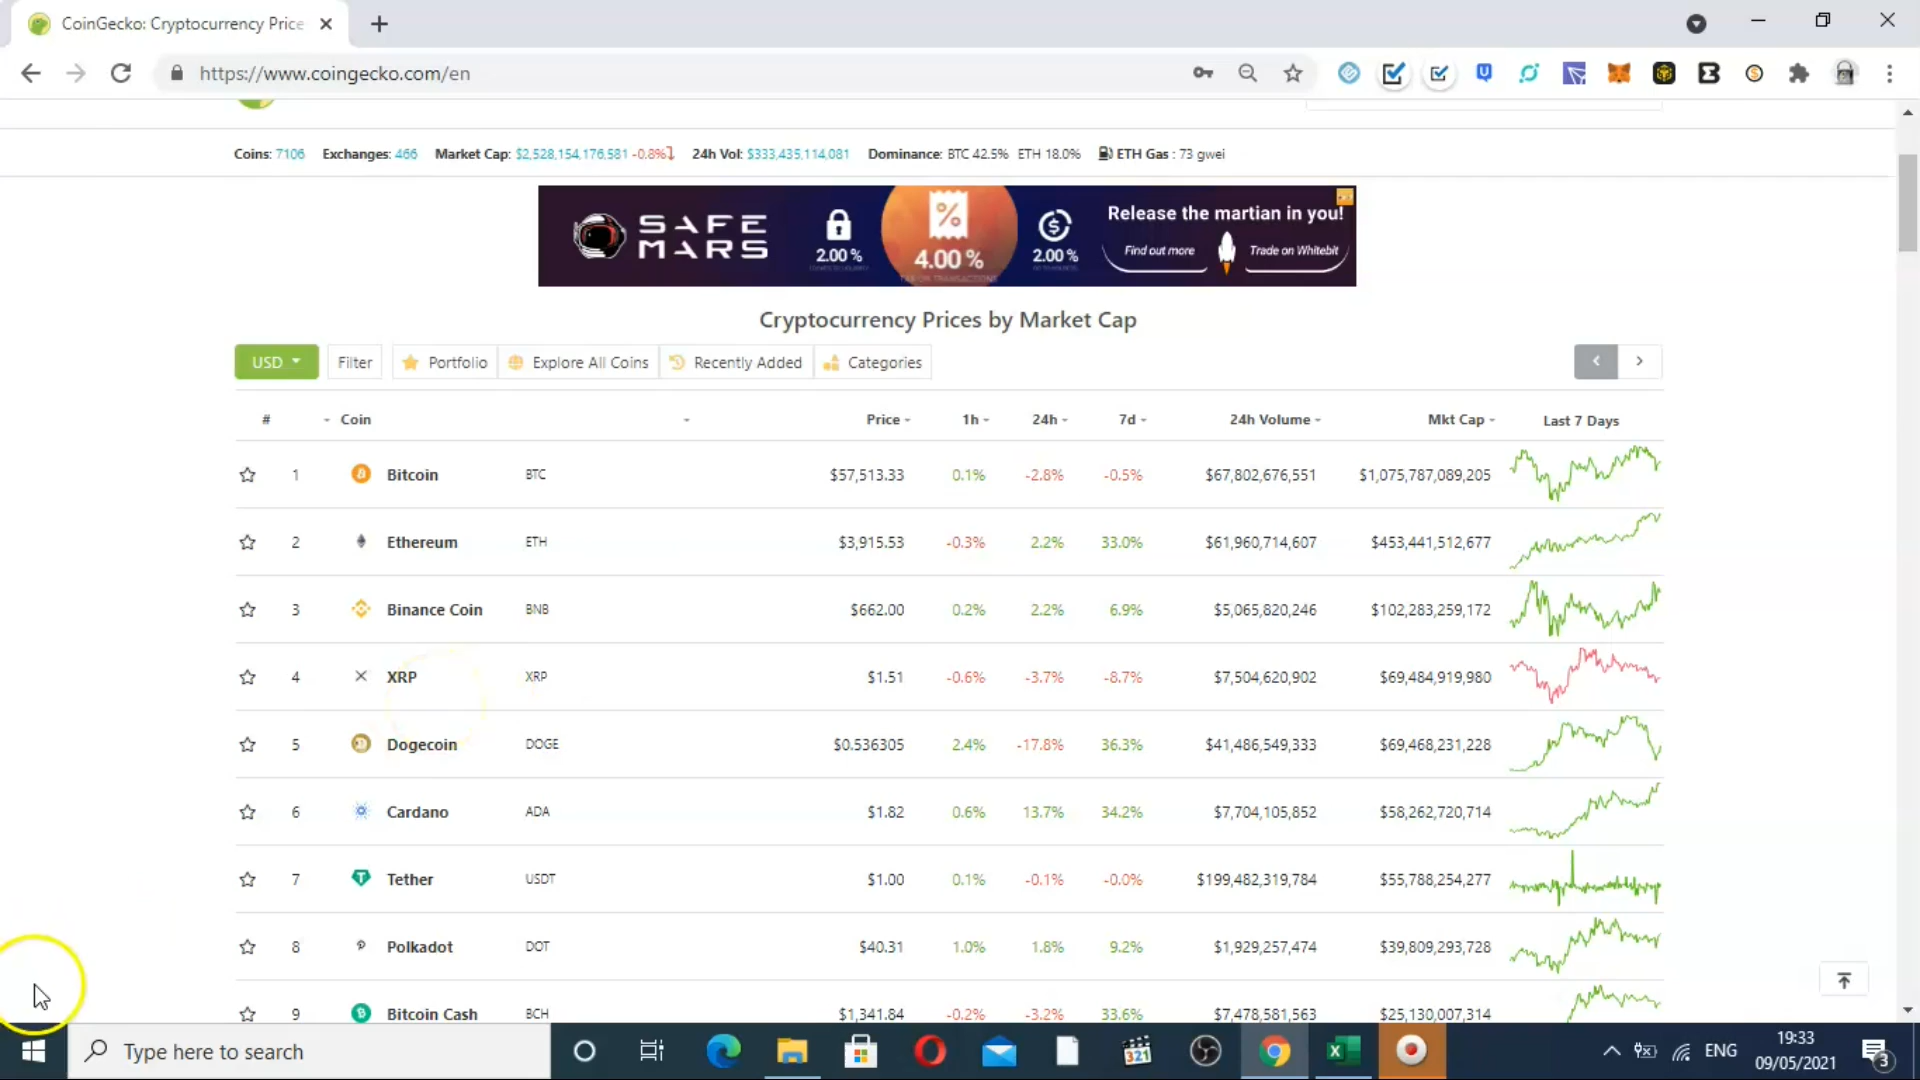 CoinGecko: Cryptocurrency Price
https://www.coingecko.com/en
Coins: 7106 Exchanges: 466 Market Cap: $2,528,154,176,581 -0.8% 24h Vol: $333,435,114,081 Dominance: BTC 42.5% ETH 18.0% ETH Gas : 73 gwei
SAFE MARS
2.00 %
%
4.00 %
2.00 %
Release the martian in you!
Find out more
Trade on Whitebit
Cryptocurrency Prices by Market Cap
USD Filter Portfolio Explore All Coins Recently Added Categories
# Coin Price 1h 24h 7d 24h Volume Mkt Cap Last 7 Days
1 Bitcoin BTC $57,513.33 0.1% -2.8% -0.5% $67,802,676,551 $1,075,787,089,205
2 Ethereum ETH $3,915.53 -0.3% 2.2% 33.0% $61,960,714,607 $453,441,512,677
3 Binance Coin BNB $662.00 0.2% 2.2% 6.9% $5,065,820,246 $102,283,259,172
4 XRP XRP $1.51 -0.6% -3.7% -8.7% $7,504,620,902 $69,484,919,980
5 Dogecoin DOGE $0.536305 2.4% -17.8% 36.3% $41,486,549,333 $69,468,231,228
6 Cardano ADA $1.82 0.6% 13.7% 34.2% $7,704,105,852 $58,262,720,714
7 Tether USDT $1.00 0.1% -0.1% -0.0% $199,482,319,784 $55,788,254,277
8 Polkadot DOT $40.31 1.0% 1.8% 9.2% $1,929,257,474 $39,809,293,728
9 Bitcoin Cash BCH $1,341.84 -0.2% -3.2% 33.6% $7,478,581,563 $25,130,007,314
Type here to search
321
ENG
19:33
09/05/2021
3